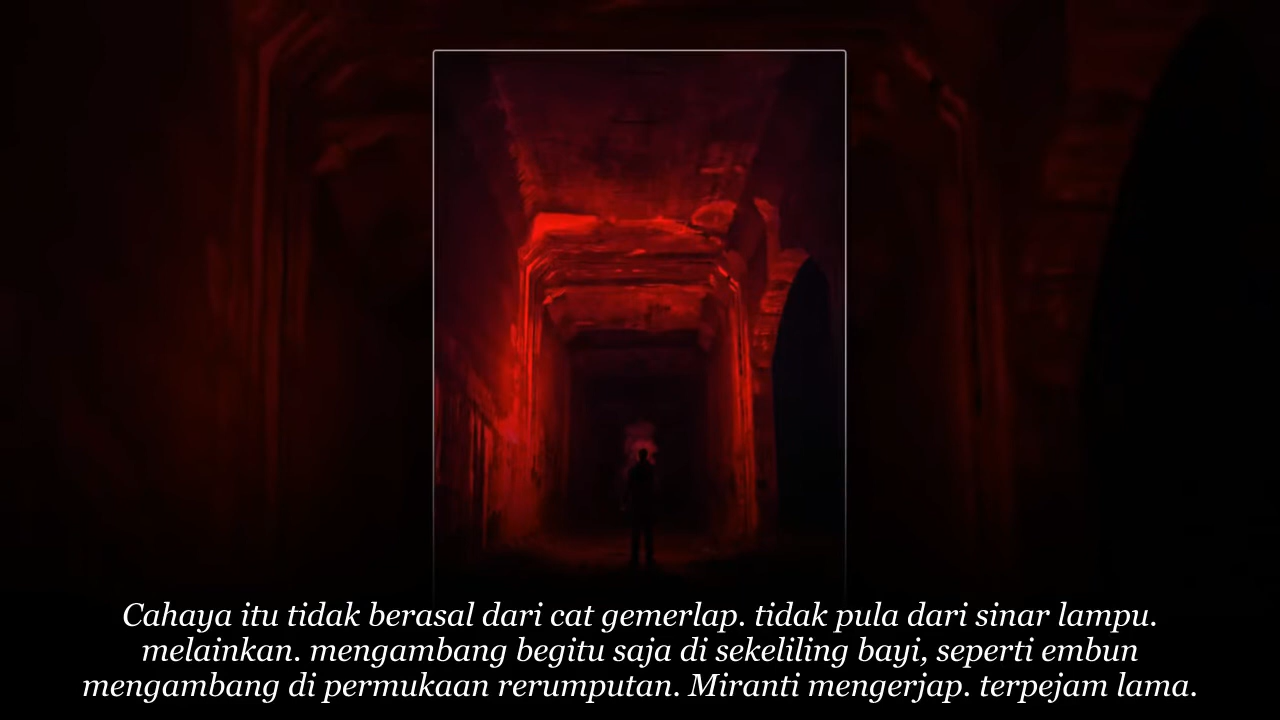 Cahaya itu tidak berasal dari cat gemerlap. tidak pula dari sinar lampu.
melainkan. mengambang begitu saja di sekeliling bayi, seperti embun
mengambang di permukaan rerumputan. Miranti mengerjap. terpejam lama.